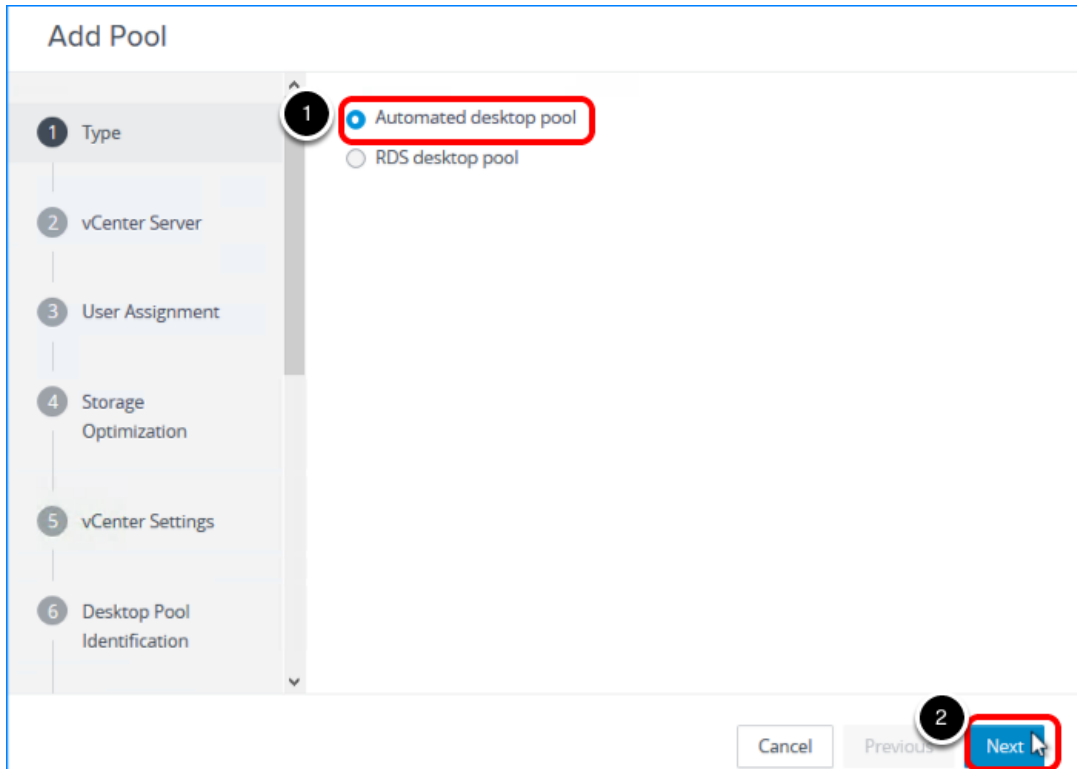 Add Pool
1 Type
2 vCenter Server
3 User Assignment
4 Storage
Optimization
5 vCenter Settings
6 Desktop Pool
Identification
1 Automated desktop pool
RDS desktop pool
Cancel
Previous
2
Next